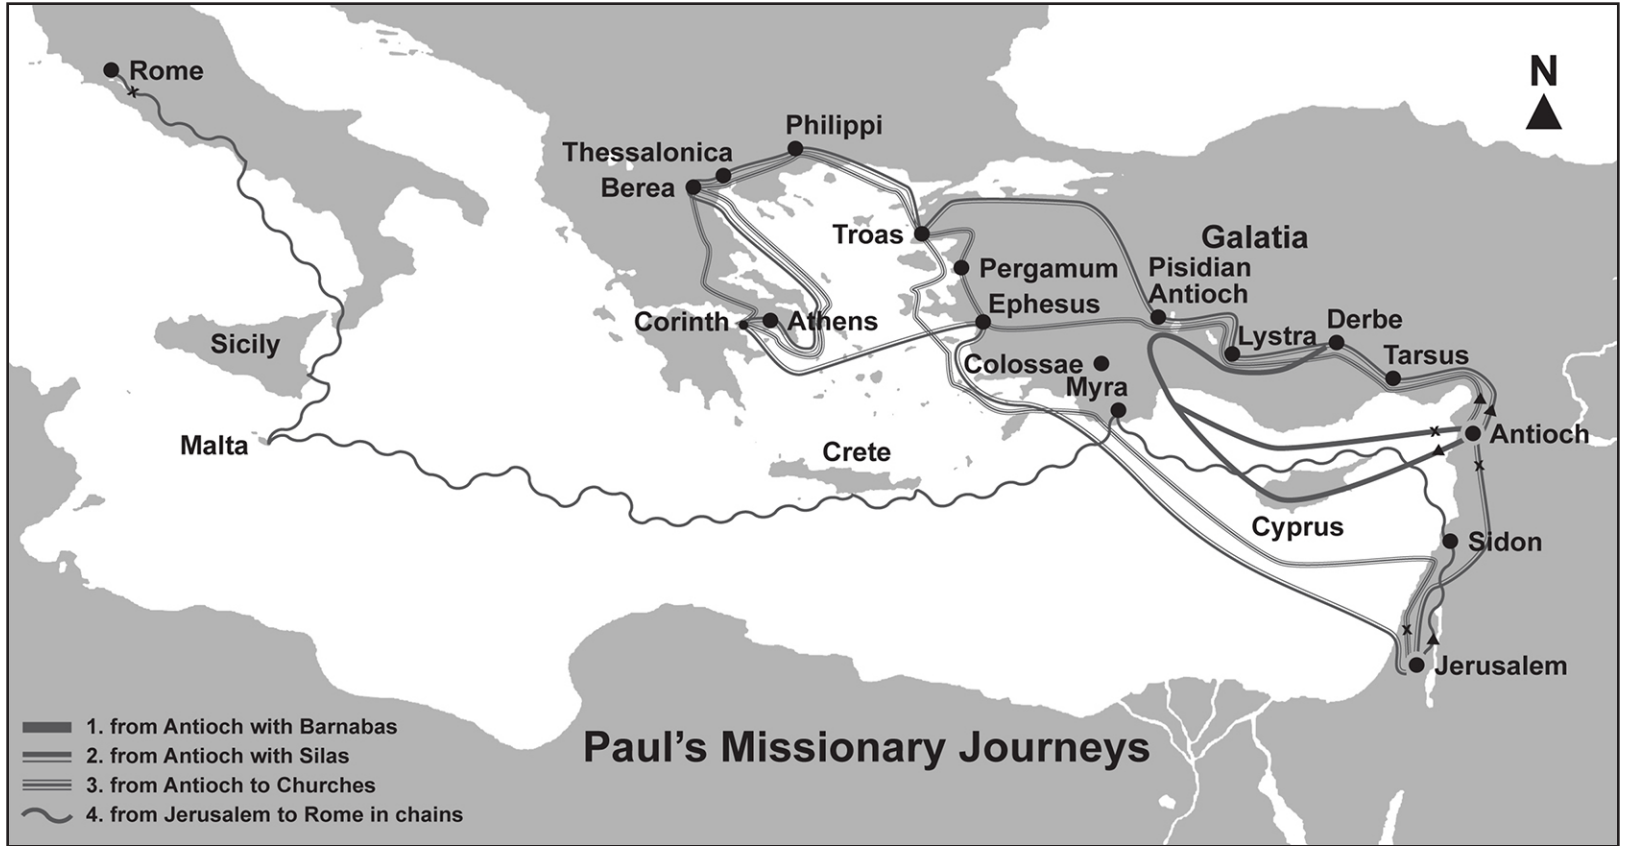 N
Rome
Philippi
Thessalonica
Berea
Troas
Galatia
Pergamum
Pisidian
Antioch
Ephesus
Corinth
Athens
Lystra
Derbe
Sicily
Colossae
Tarsus
Myra
Malta
Antioch
Crete
Cyprus
Sidon
Jerusalem
1. from Antioch with Barnabas
2. from Antioch with Silas
3. from Antioch to Churches
4. from Jerusalem to Rome in chains
Paul’s Missionary Journeys